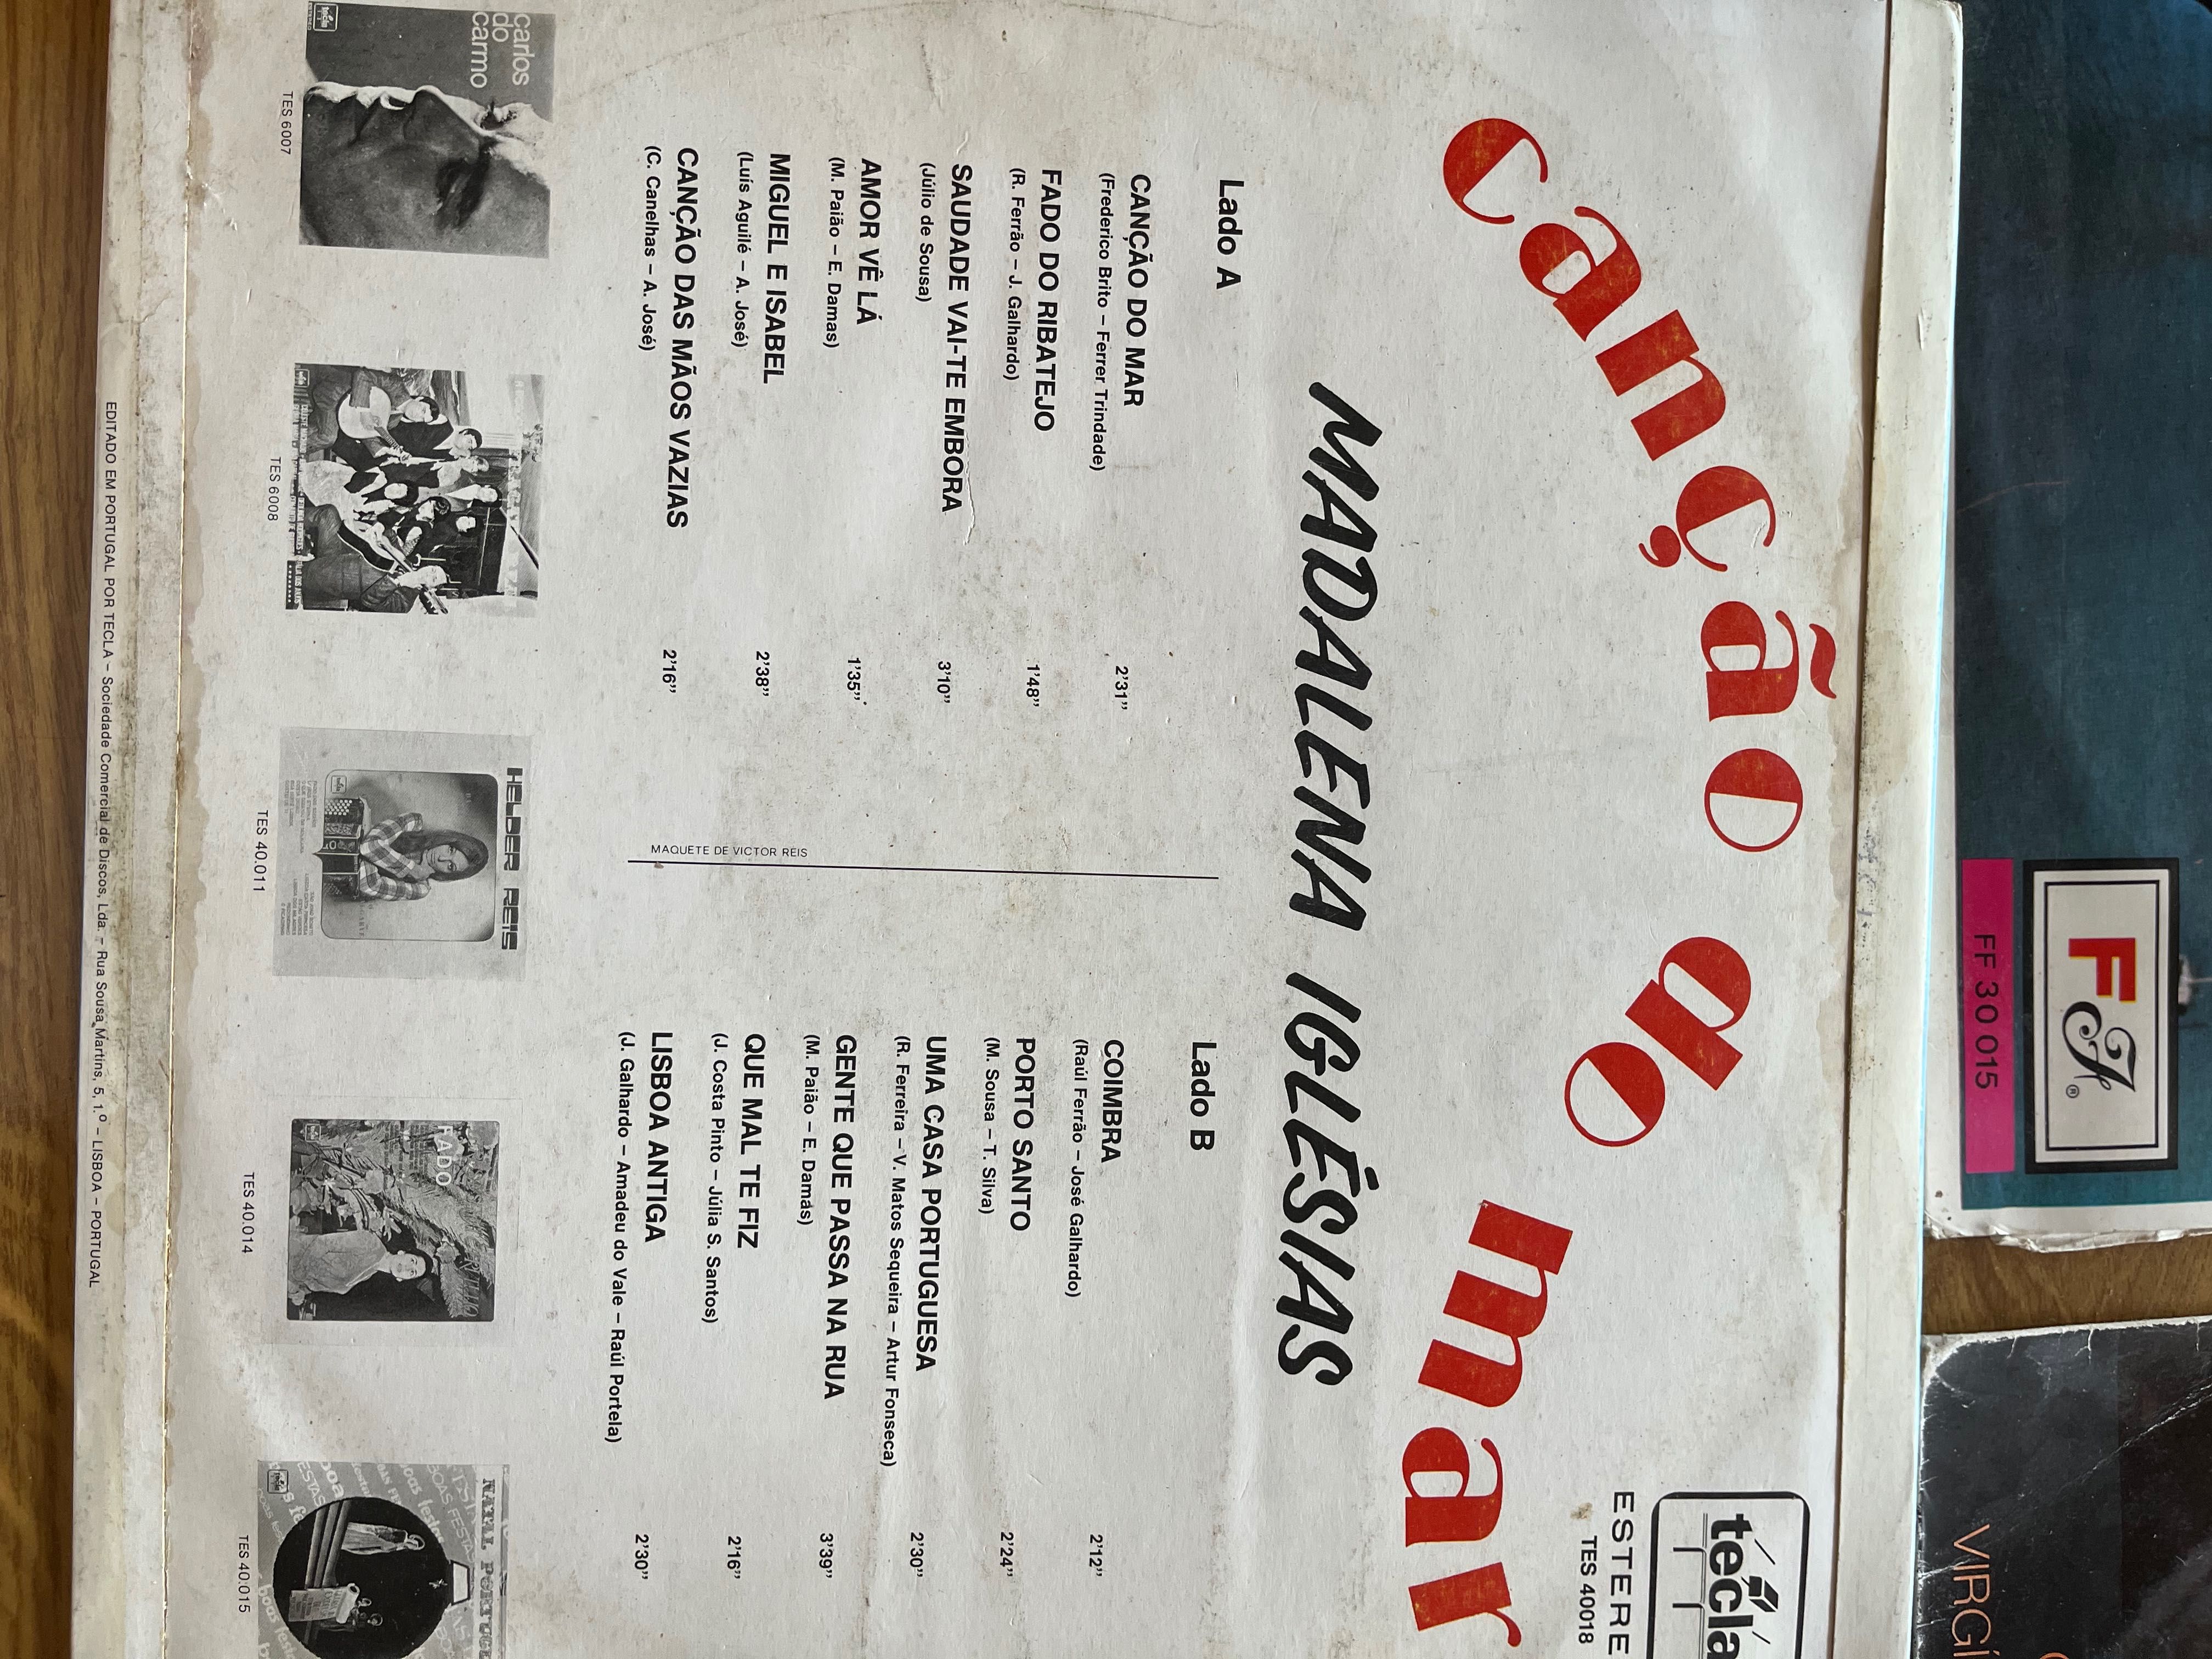 canção do mar
técla
ESTERE
TES 40018
MADALENA IGLÉSIAS
Lado A
CANÇÃO DO MAR 2'31"
(Frederico Brito – Ferrer Trindade)
FADO DO RIBATEJO 1'48"
(R. Ferrão – J. Galhardo)
SAUDADE VAI-TE EMBORA 3'10"
(Júlio de Sousa)
AMOR VÊ LÁ 1'35"
(M. Paião – E. Damas)
MIGUEL E ISABEL 2'38"
(Luís Aguilé – A. José)
CANÇÃO DAS MÃOS VAZIAS 2'16"
(C. Canelhas – A. José)
MAQUETE DE VICTOR REIS
Lado B
COIMBRA 2'12"
(Raúl Ferrão – José Galhardo)
PORTO SANTO 2'24"
(M. Sousa – T. Silva)
UMA CASA PORTUGUESA 2'30"
(R. Ferreira – V. Matos Sequeira – Artur Fonseca)
GENTE QUE PASSA NA RUA 3'39"
(M. Paião – E. Damas)
QUE MAL TE FIZ 2'16"
(J. Costa Pinto – Júlia S. Santos)
LISBOA ANTIGA 2'30"
(J. Galhardo – Amadeu do Vale – Raúl Portela)
carlos
do
carmo
TES 6007
TES 6008
HELDER REIS
TES 40.011
FADO
TES 40.014
NATAL
TES 40.015
EDITADO EM PORTUGAL POR TECLA – Sociedade Comercial de Discos, Lda. – Rua Sousa Martins, 5, 1.º – LISBOA – PORTUGAL
FJ
®
FF 30 015
VIRGÍ